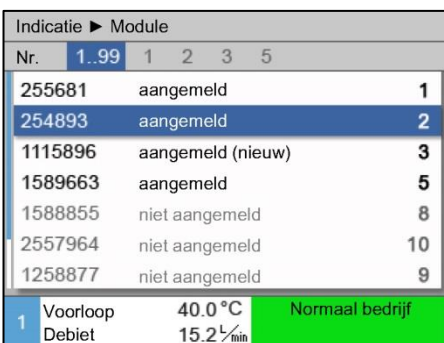 Indicatie ► Module
Nr. 1..99 1 2 3 5
255681 aangemeld 1
254893 aangemeld 2
1115896 aangemeld (nieuw) 3
1589663 aangemeld 5
1588855 niet aangemeld 8
2557964 niet aangemeld 10
1258877 niet aangemeld 9
1 Voorloop 40.0 °C Normaal bedrijf
Debiet 15.2 L/min